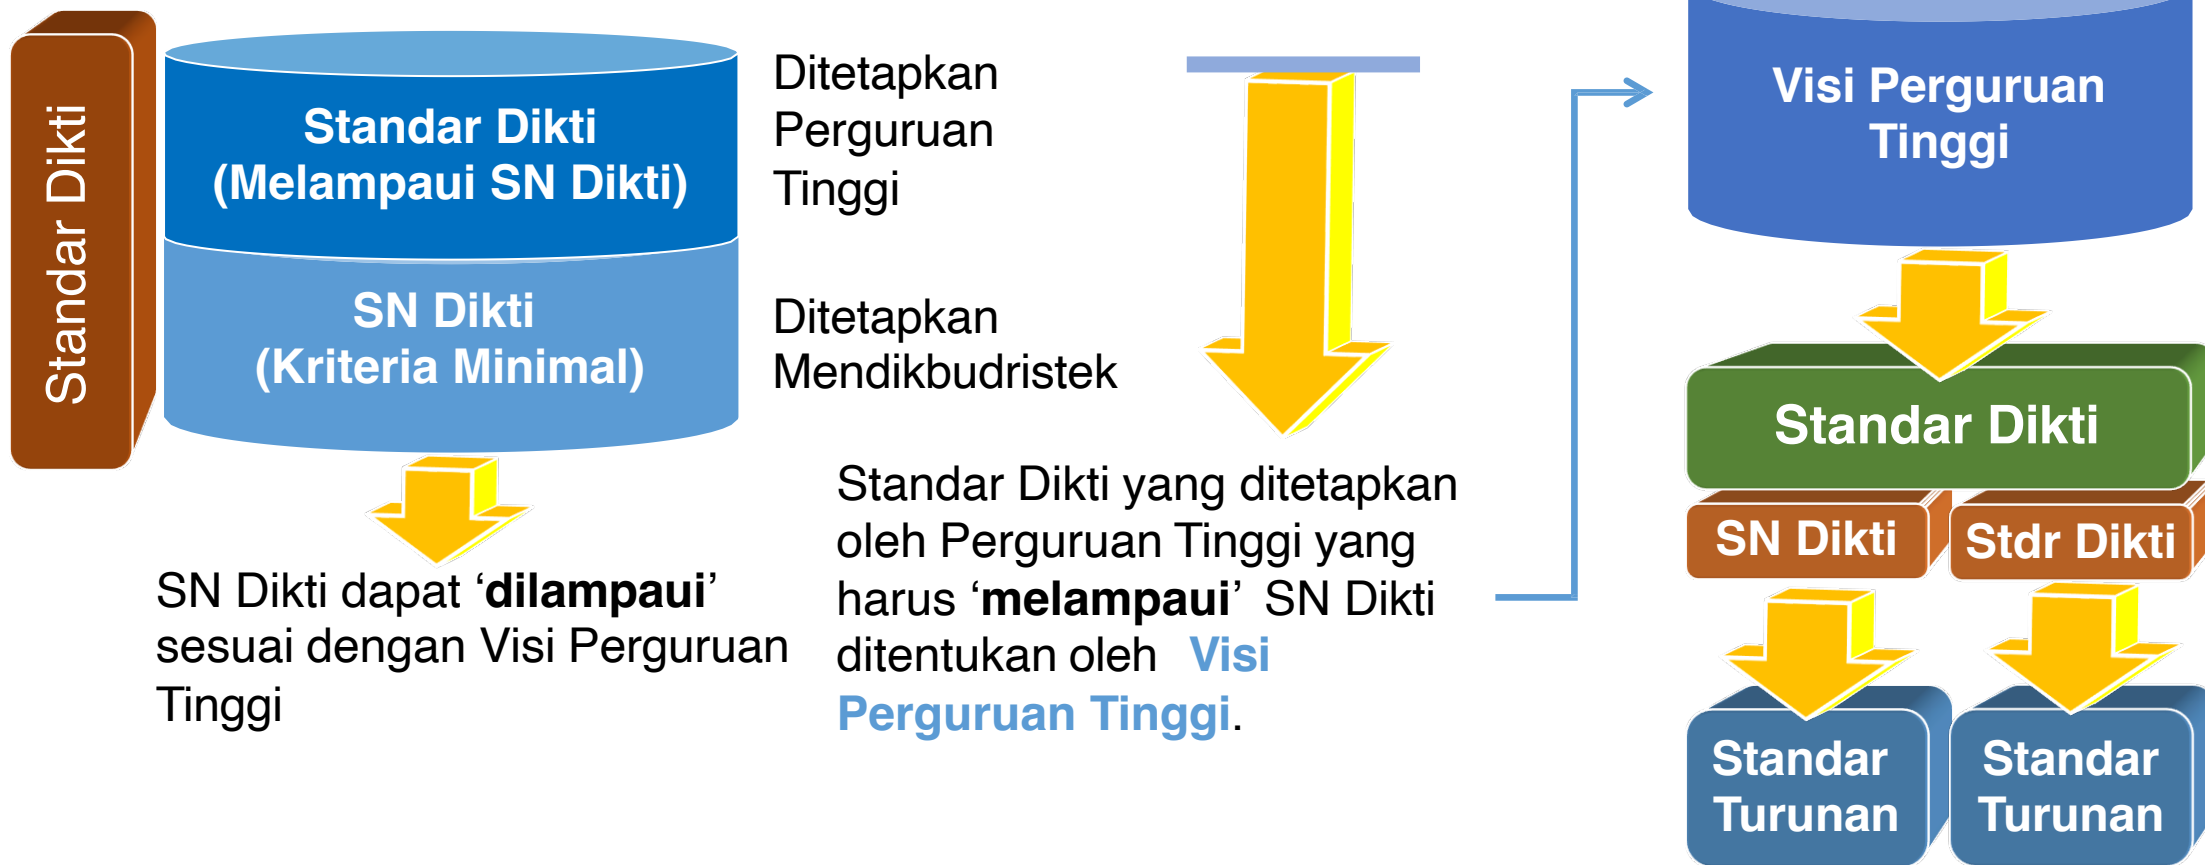 Standar Dikti
Standar Dikti
(Melampaui SN Dikti)
SN Dikti
(Kriteria Minimal)
Ditetapkan
Perguruan
Tinggi
Ditetapkan
Mendikbudristek
SN Dikti dapat ‘dilampaui’
sesuai dengan Visi Perguruan
Tinggi
Standar Dikti yang ditetapkan
oleh Perguruan Tinggi yang
harus ‘melampaui’ SN Dikti
ditentukan oleh Visi
Perguruan Tinggi.
Visi Perguruan
Tinggi
Standar Dikti
SN Dikti
Stdr Dikti
Standar
Turunan
Standar
Turunan